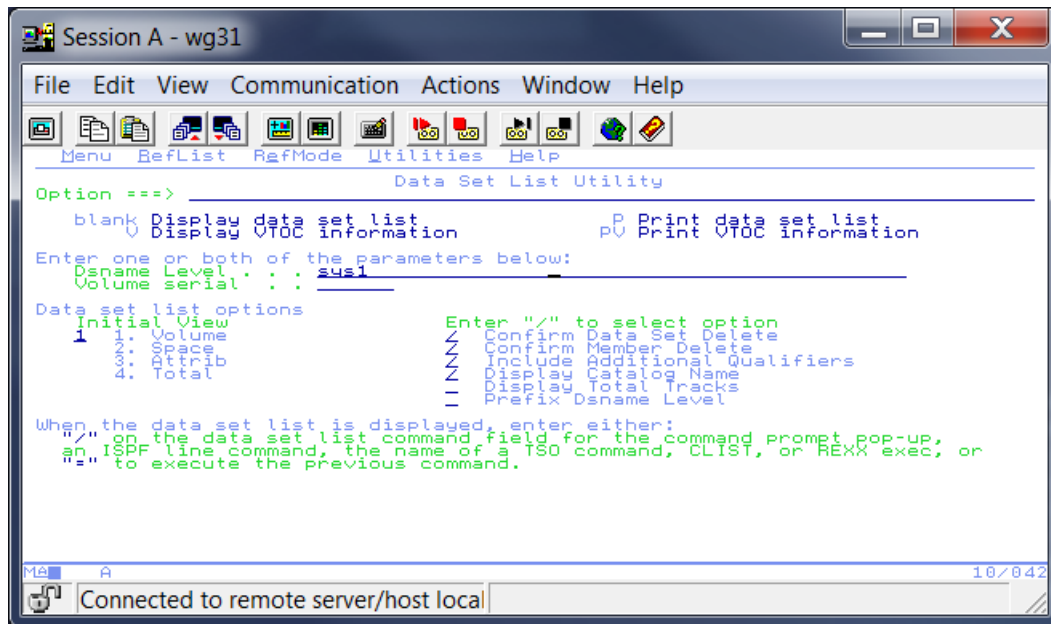 Session A - wg31
File Edit View Communication Actions Window Help
Menu RefList RefMode Utilities Help
Data Set List Utility
Option ===>
blank Display data set list P Print data set list
V Display VTOC information PV Print VTOC information
Enter one or both of the parameters below:
Dsname Level . . . sys1
Volume serial . .
Data set list options
Initial View Enter "/" to select option
1 1. Volume / Confirm Data Set Delete
2. Space / Confirm Member Delete
3. Attrib / Include Additional Qualifiers
4. Total / Display Catalog Name
_ Display Total Tracks
_ Prefix Dsname Level
When the data set list is displayed, enter either:
"/" on the data set list command field for the command prompt pop-up,
an ISPF line command, the name of a TSO command, CLIST, or REXX exec, or
"=" to execute the previous command.
MA A 10/042
Connected to remote server/host local